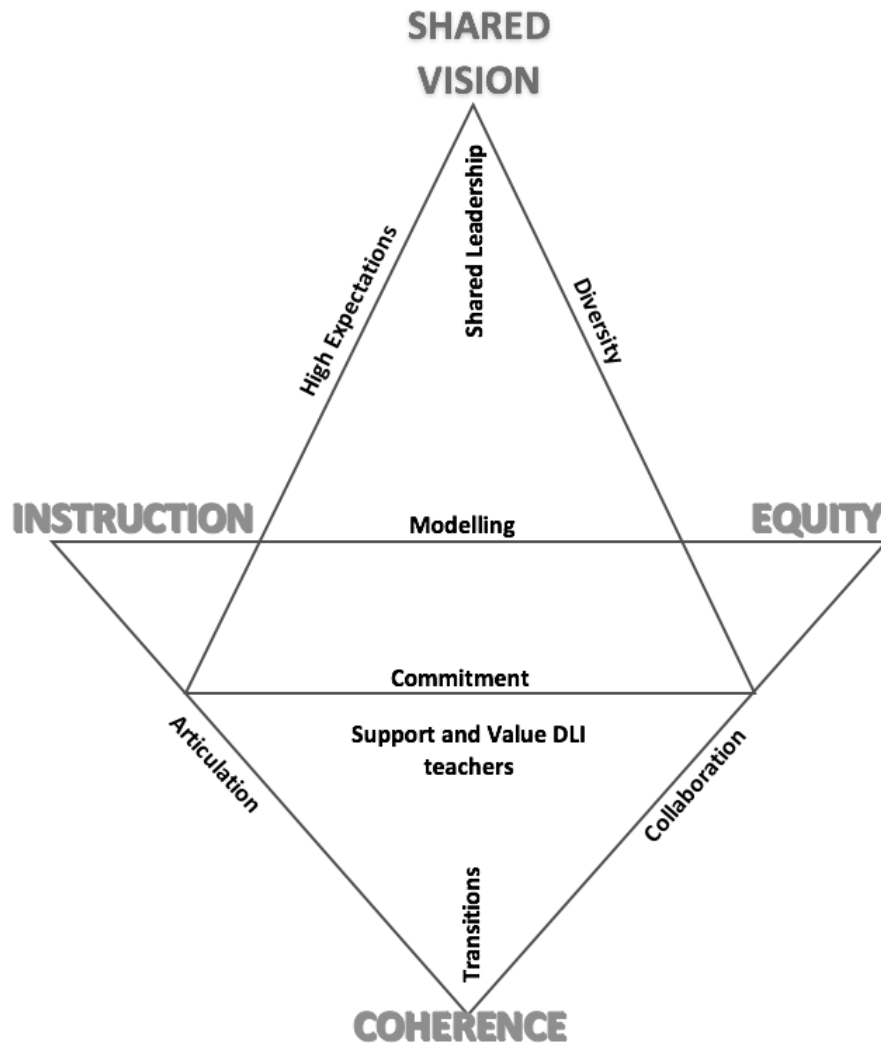 SHARED
VISION
Shared Leadership
High Expectations
Diversity
INSTRUCTION
Modelling
EQUITY
Commitment
Support and Value DLI
teachers
Articulation
Collaboration
Transitions
COHERENCE